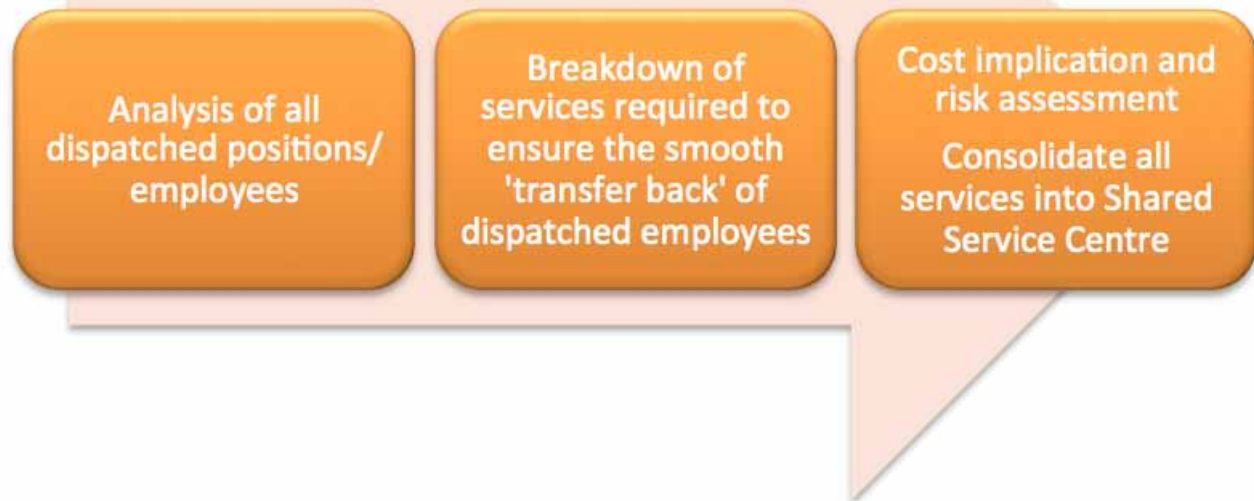 Analysis of all
dispatched positions/
employees
Breakdown of
services required to
ensure the smooth
'transfer back' of
dispatched employees
Cost implication and
risk assessment
Consolidate all
services into Shared
Service Centre